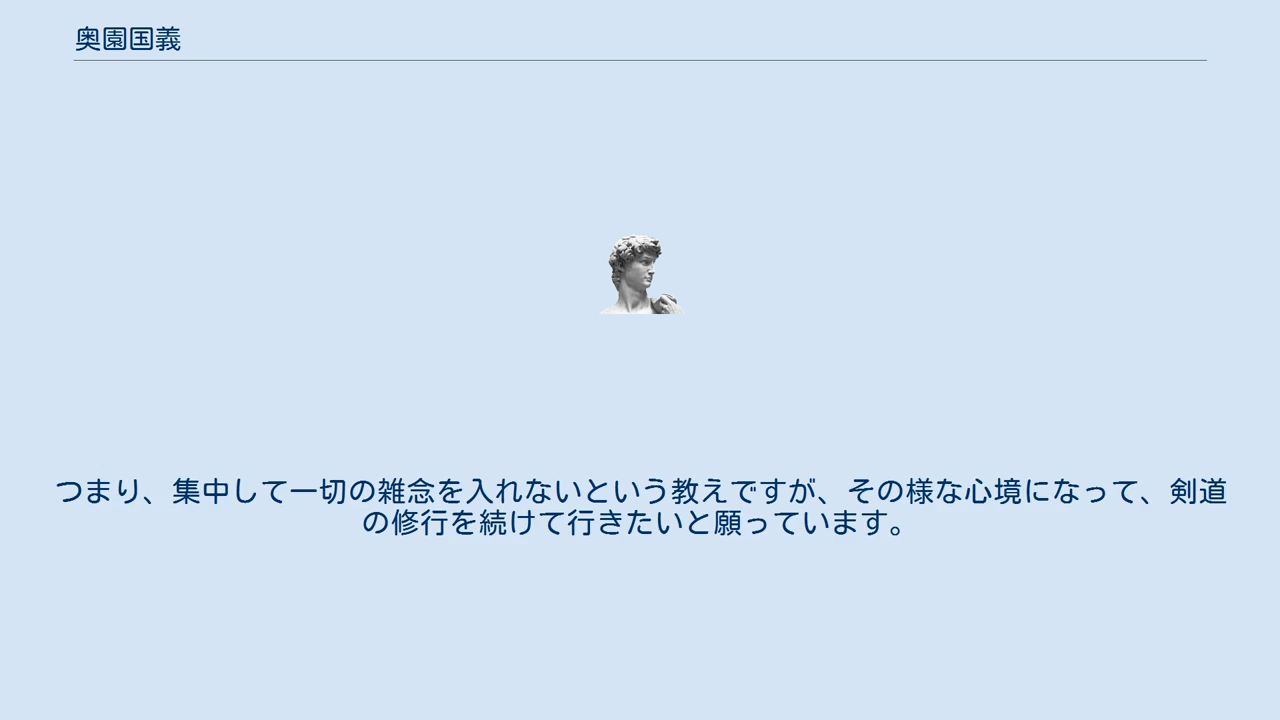 奥園国義
つまり、集中して一切の雑念を入れないという教えですが、その様な心境になって、剣道
の修行を続けて行きたいと願っています。